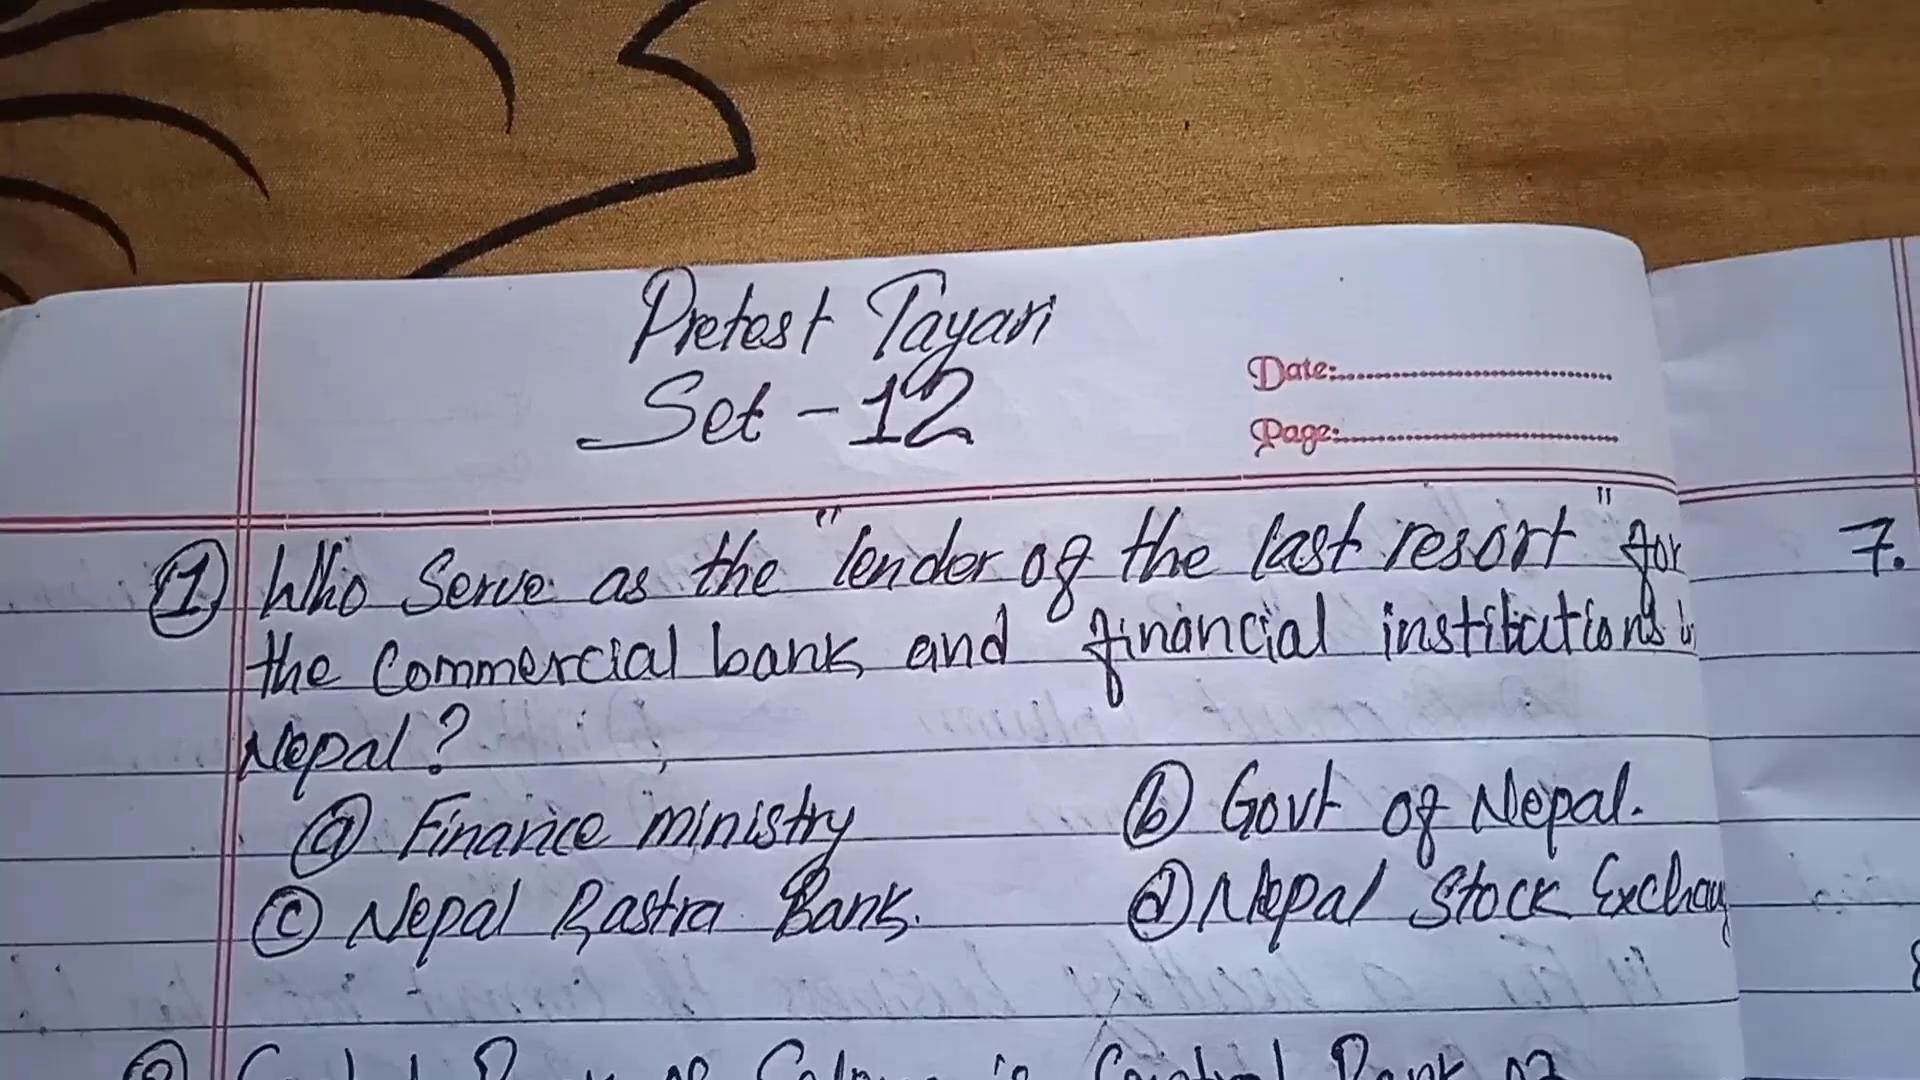 Pretest Tayari
Set - 12
Date:
Page:
① Who Serve as the "lender of the last resort" for
the Commercial bank and financial institutions
Nepal?
ⓐ Finance ministry ⓑ Govt of Nepal.
ⓒ Nepal Rastra Bank. ⓓ Nepal Stock Exchang
7.